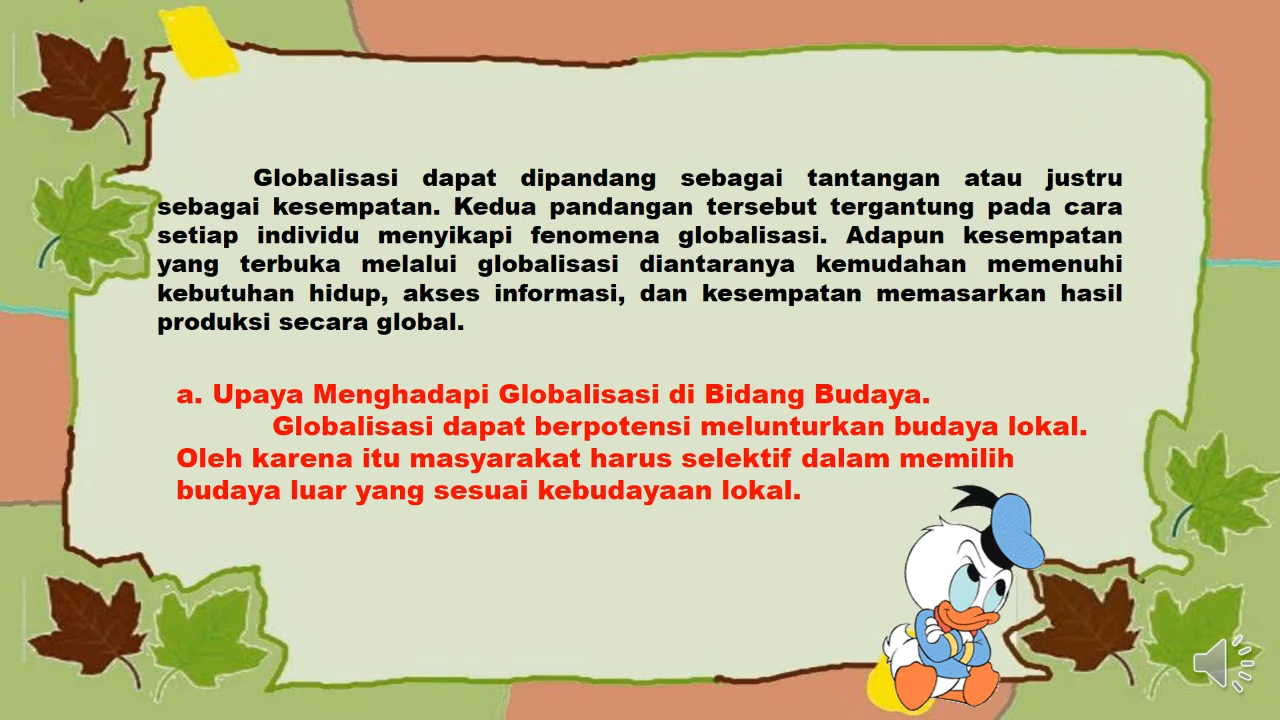 Globalisasi dapat dipandang sebagai tantangan atau justru
sebagai kesempatan. Kedua pandangan tersebut tergantung pada cara
setiap individu menyikapi fenomena globalisasi. Adapun kesempatan
yang terbuka melalui globalisasi diantaranya kemudahan memenuhi
kebutuhan hidup, akses informasi, dan kesempatan memasarkan hasil
produksi secara global.
a. Upaya Menghadapi Globalisasi di Bidang Budaya.
Globalisasi dapat berpotensi melunturkan budaya lokal.
Oleh karena itu masyarakat harus selektif dalam memilih
budaya luar yang sesuai kebudayaan lokal.